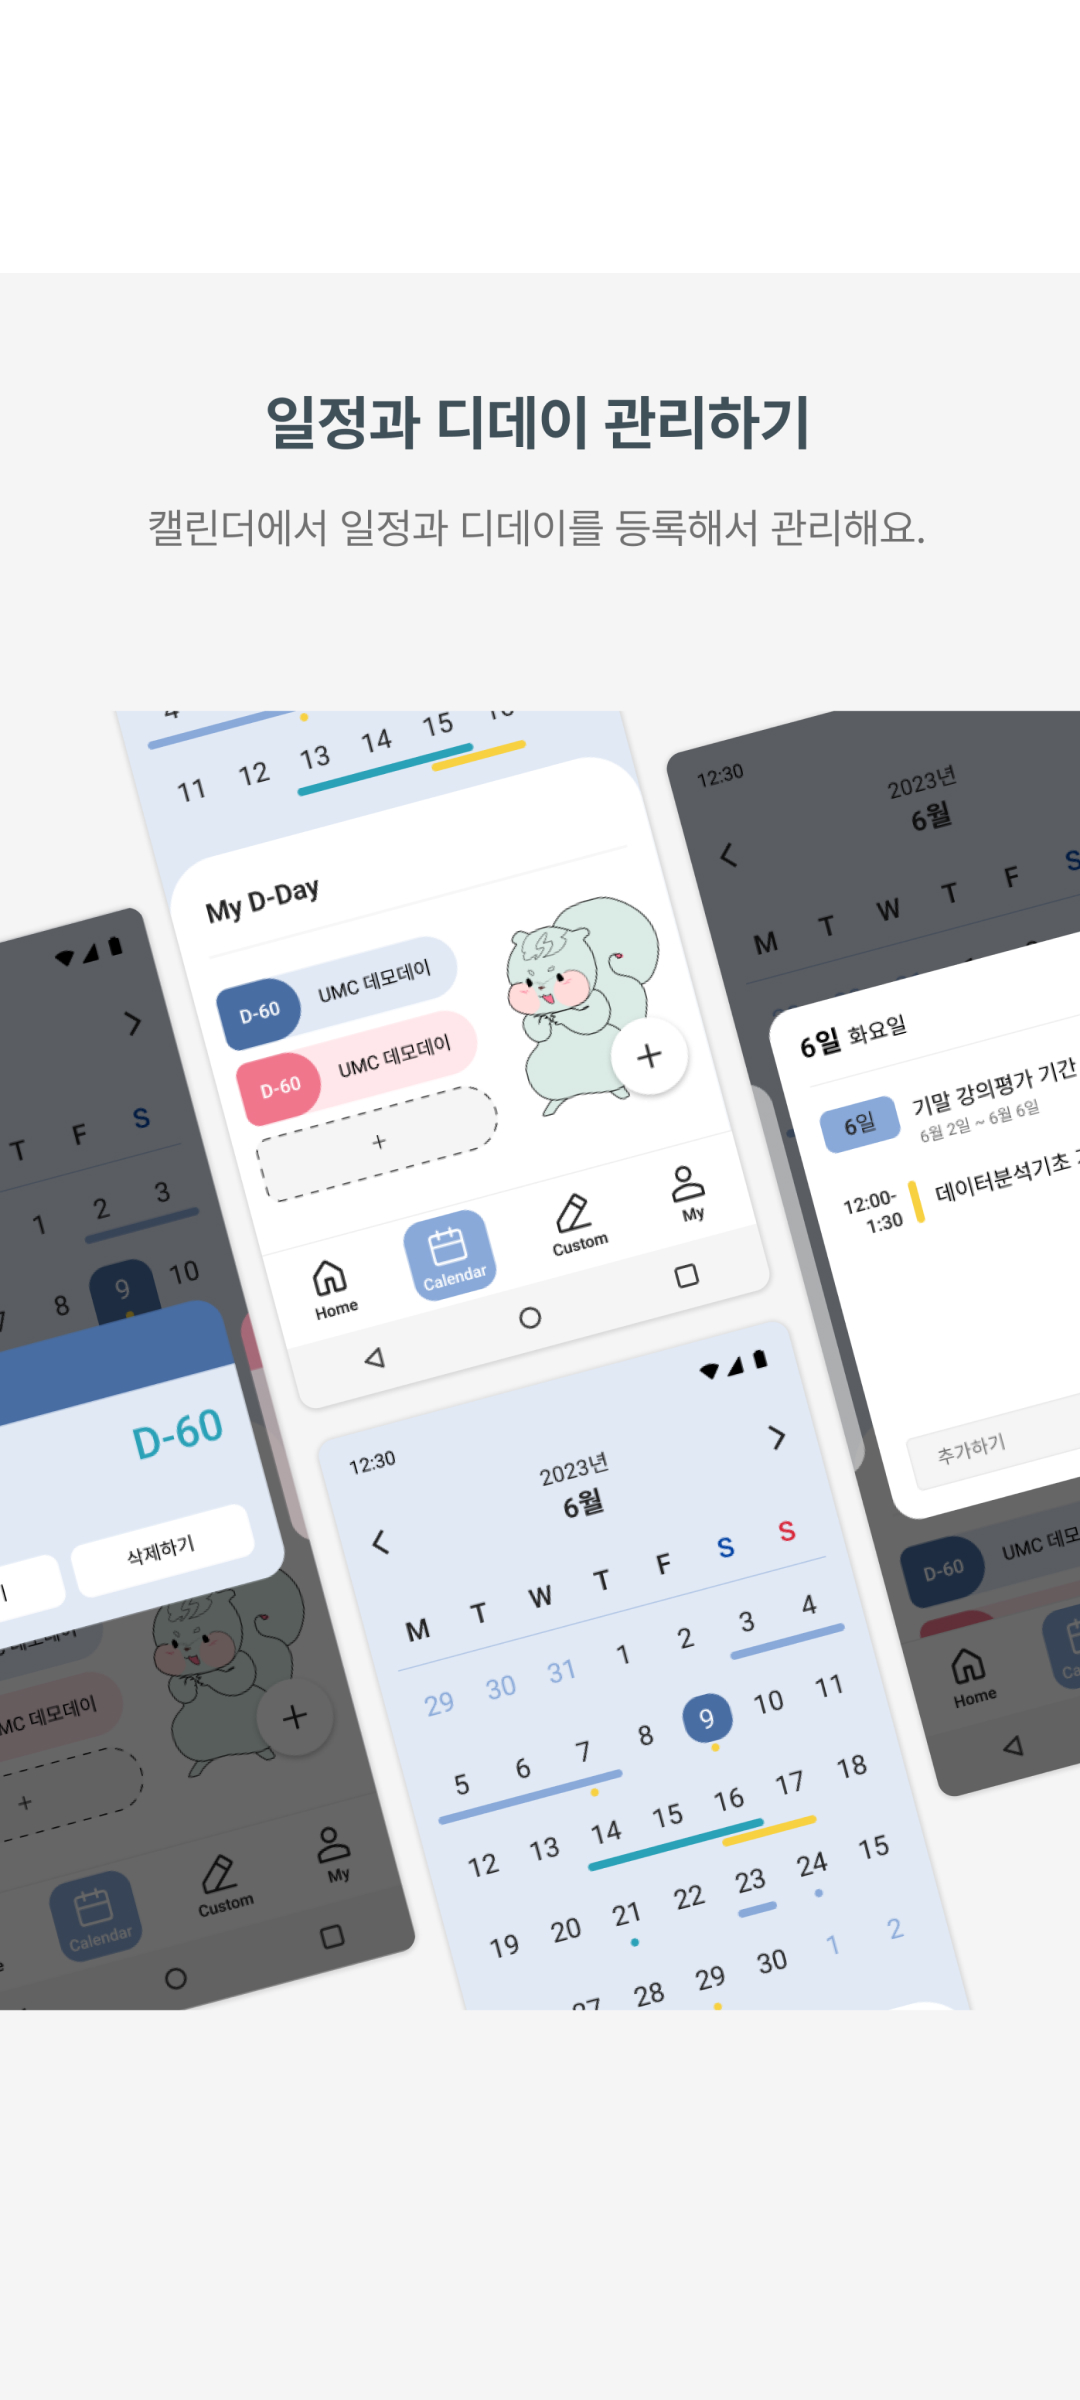 일정과 디데이 관리하기
캘린더에서 일정과 디데이를 등록해서 관리해요.
11 12 13 14 15
My D-Day
D-60 UMC 데모데이
D-60 UMC 데모데이
+
+
Home Calendar Custom My
12:30
2023년
6월
M T W T F S
6일 화요일
6일 기말 강의평가 기간
6월 2일 ~ 6월 6일
12:00-
1:30
데이터분석기초
추가하기
D-60 UMC
Home
T F S
1 2 3
7 8 9 10
D-60
삭제하기
데모데이
+
+
Calendar Custom My
12:30
2023년
6월
M T W T F S S
29 30 31 1 2 3 4
5 6 7 8 9 10 11
12 13 14 15 16 17 18
19 20 21 22 23 24 15
27 28 29 30 1 2